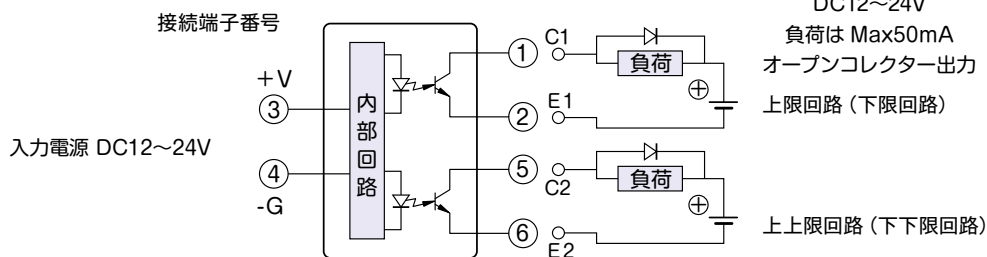 接続端子番号
DC12～24V
負荷は Max50mA
オープンコレクター出力
+V
③
入力電源 DC12～24V
④
-G
内部回路
① C1
負荷
⊕
② E1
上限回路（下限回路）
⑤ C2
負荷
⊕
⑥ E2
上上限回路（下下限回路）